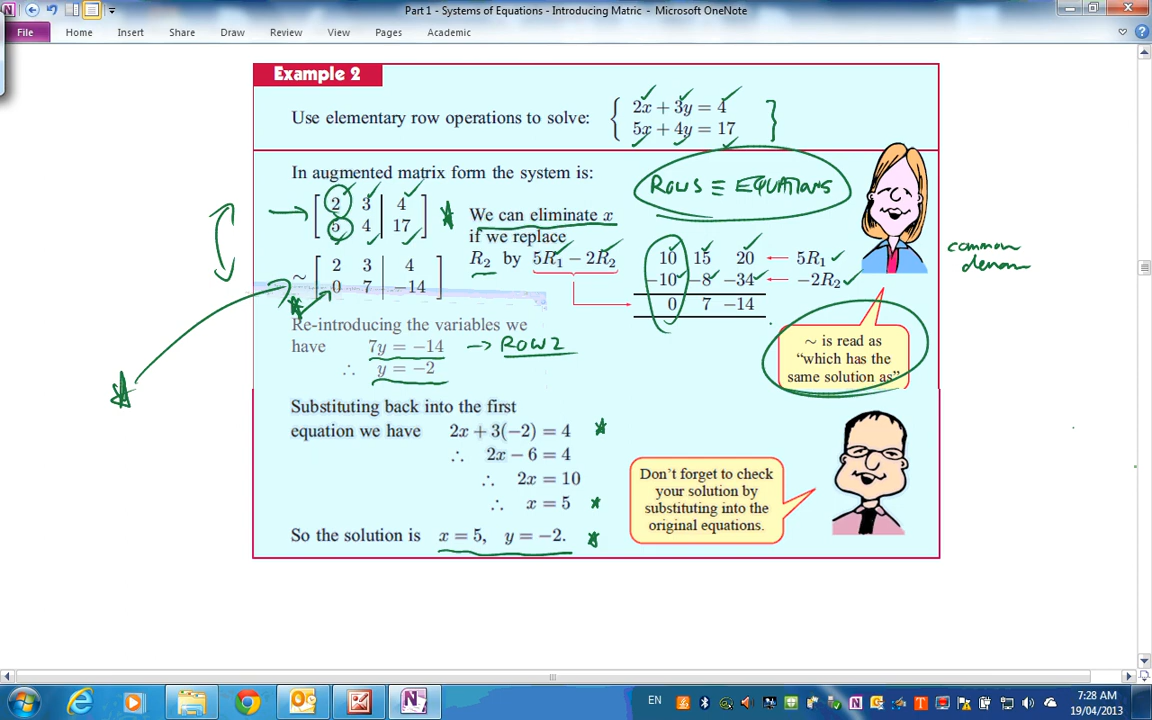 Part 1 - Systems of Equations - Introducing Matric - Microsoft OneNote
File Home Insert Share Draw Review View Pages Academic
Example 2
Use elementary row operations to solve: { 2x + 3y = 4
5x + 4y = 17 }
In augmented matrix form the system is:
ROWS ≡ EQUATIONS
[ 2 3 | 4
5 4 | 17 ]
We can eliminate x
if we replace
R₂ by 5R₁ − 2R₂
10 15 20 ← 5R₁
−10 −8 −34 ← −2R₂
0 7 −14
common
denom
~ [ 2 3 | 4
0 7 | −14 ]
~ is read as
“which has the
same solution as”
Re-introducing the variables we
have 7y = −14 → ROW 2
∴ y = −2
Substituting back into the first
equation we have 2x + 3(−2) = 4
∴ 2x − 6 = 4
∴ 2x = 10
∴ x = 5
So the solution is x = 5, y = −2.
Don’t forget to check
your solution by
substituting into the
original equations.
EN
7:28 AM
19/04/2013